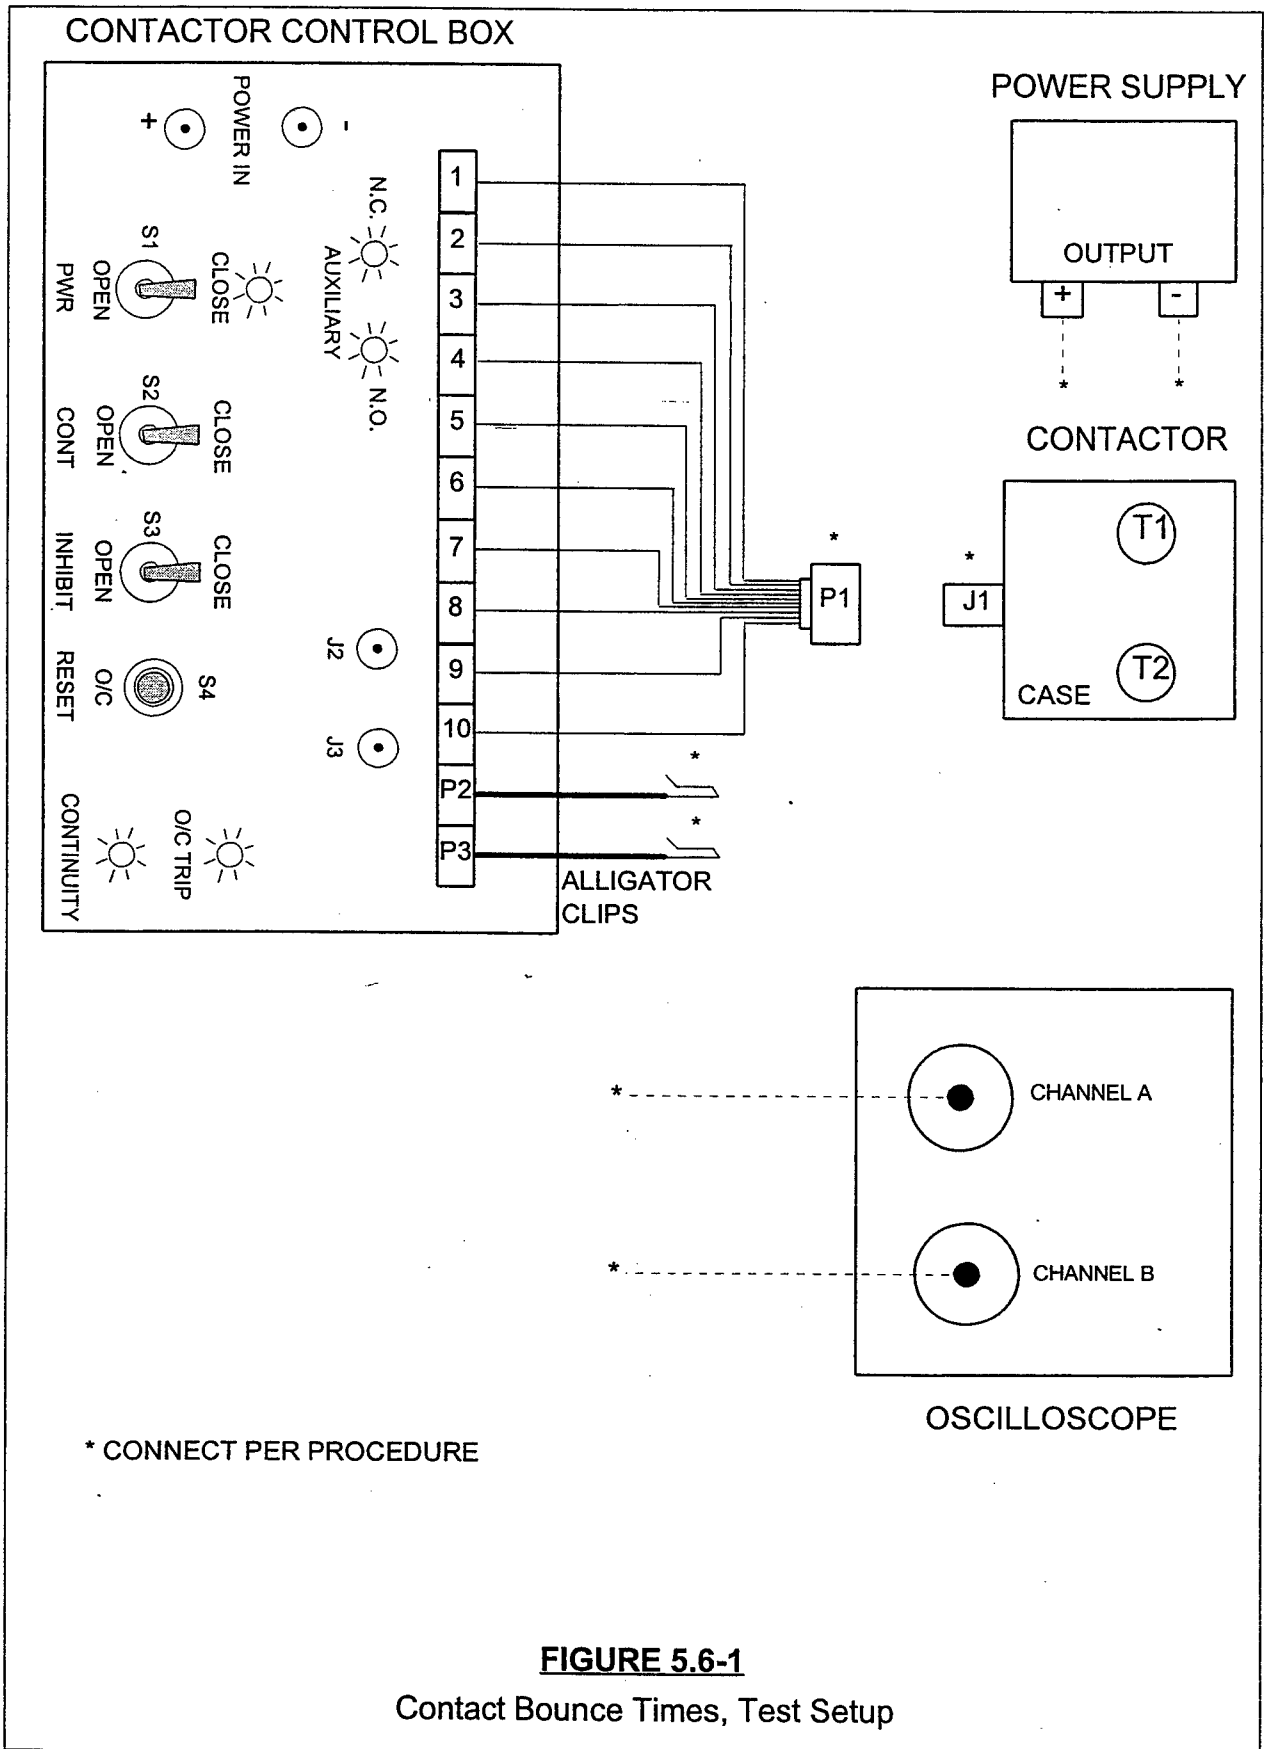 CONTACTOR CONTROL BOX
+
POWER IN
-
N.C.
AUXILIARY
N.O.
S1
CLOSE
OPEN
PWR
S2
CLOSE
OPEN
CONT
S3
CLOSE
OPEN
INHIBIT
S4
O/C
RESET
J2
J3
O/C TRIP
CONTINUITY
1
2
3
4
5
6
7
8
9
10
P2
P3
*
*
ALLIGATOR
CLIPS
*
P1
POWER SUPPLY
OUTPUT
+
-
*
*
CONTACTOR
T1
*
J1
T2
CASE
*
CHANNEL A
*
CHANNEL B
OSCILLOSCOPE
* CONNECT PER PROCEDURE
FIGURE 5.6-1
Contact Bounce Times, Test Setup